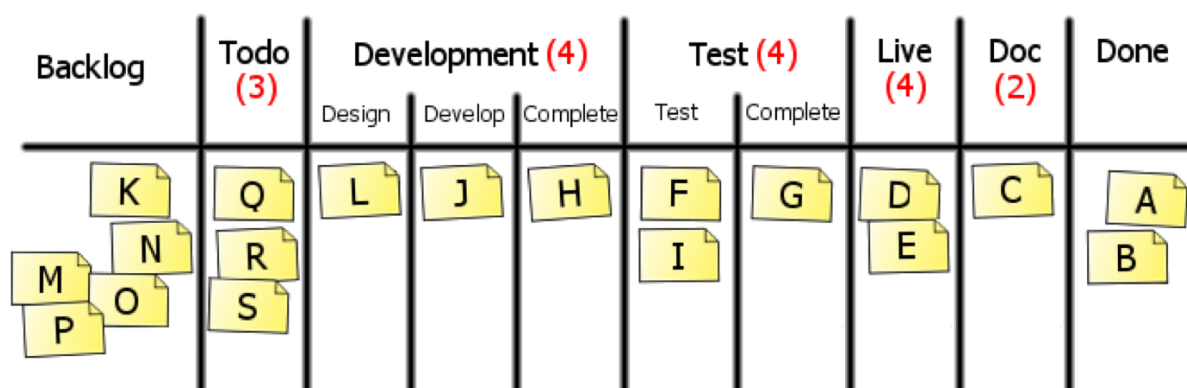 Backlog
Todo
(3)
Development (4)
Test (4)
Live
(4)
Doc
(2)
Done
Design
Develop
Complete
Test
Complete
K
N
M
O
P
Q
R
S
L
J
H
F
I
G
D
E
C
A
B